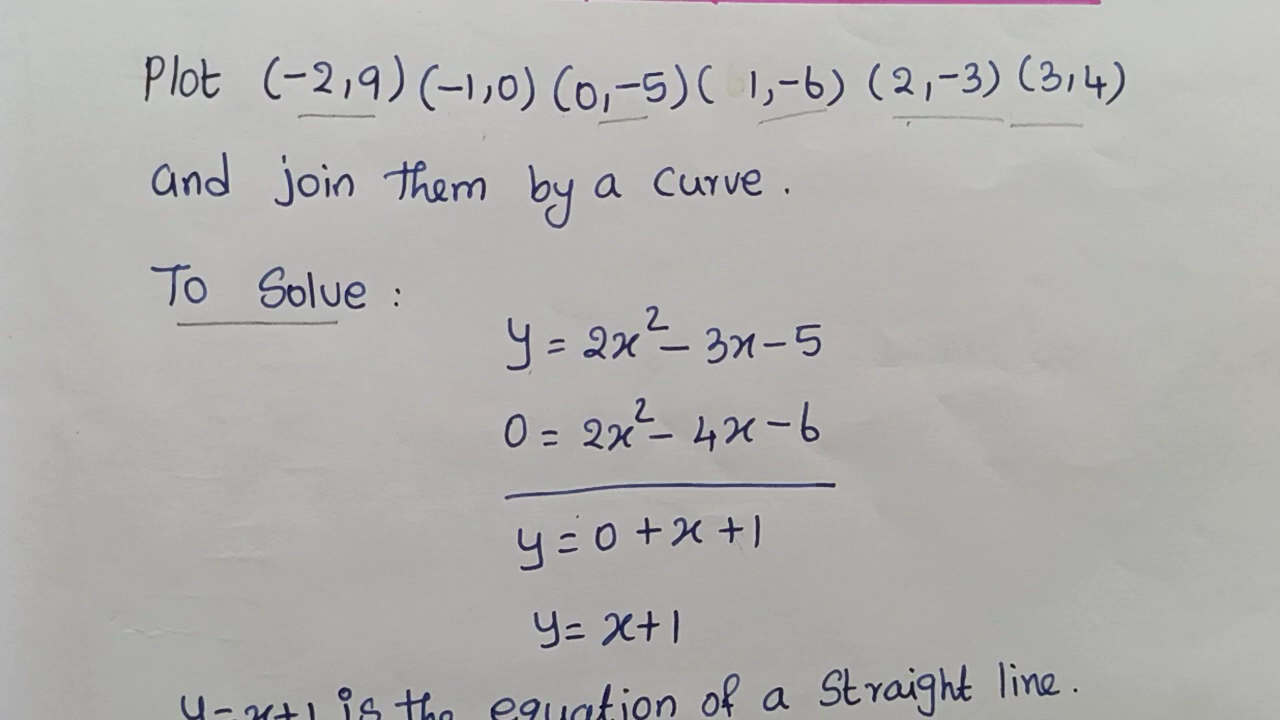 Plot (-2,9) (-1,0) (0,-5) ( 1,-6) (2,-3) (3,4)
and join them by a curve.
To Solve :
y = 2x² - 3x - 5
0 = 2x² - 4x - 6
y = 0 + x + 1
y = x+1
y = x+1 is the equation of a Straight line.